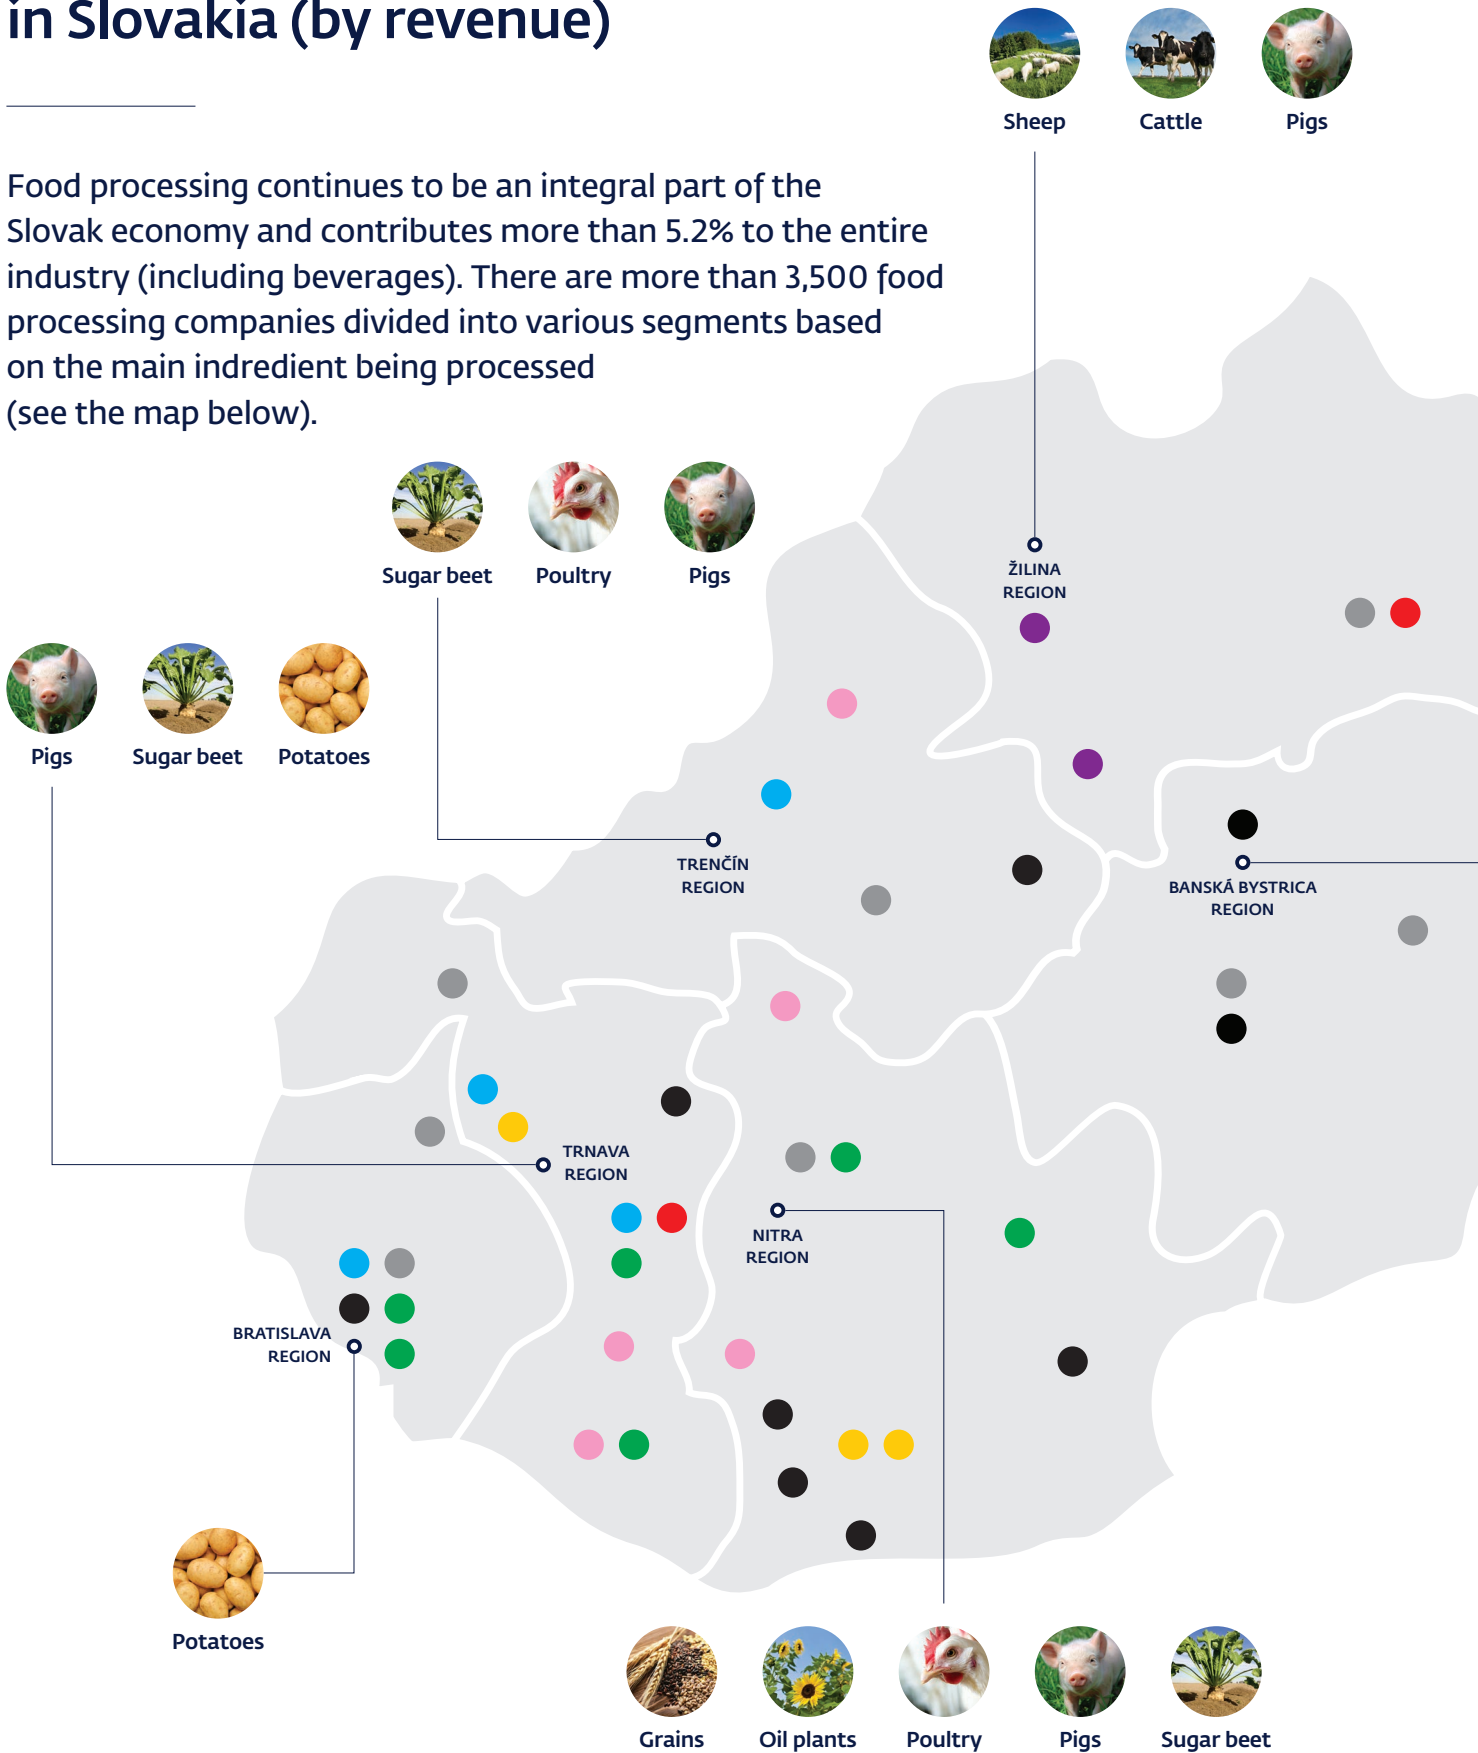 in Slovakia (by revenue)
Sheep
Cattle
Pigs
Food processing continues to be an integral part of the
Slovak economy and contributes more than 5.2% to the entire
industry (including beverages). There are more than 3,500 food
processing companies divided into various segments based
on the main indredient being processed
(see the map below).
Sugar beet
Poultry
Pigs
ŽILINA
REGION
Pigs
Sugar beet
Potatoes
TRENČÍN
REGION
BANSKÁ BYSTRICA
REGION
TRNAVA
REGION
NITRA
REGION
BRATISLAVA
REGION
Potatoes
Grains
Oil plants
Poultry
Pigs
Sugar beet